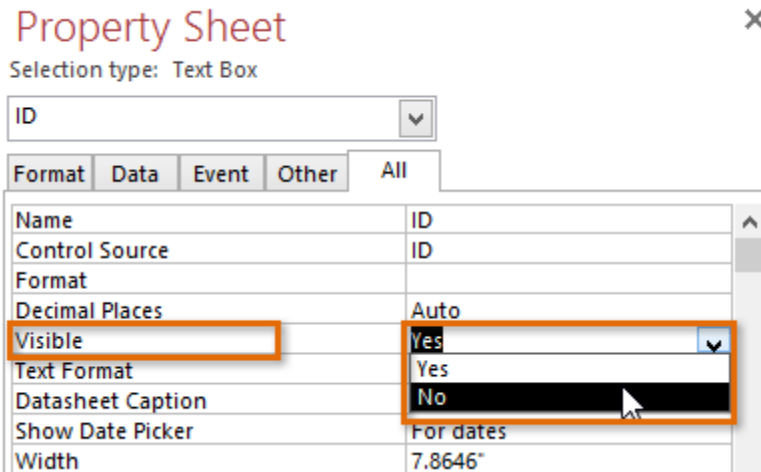 Property Sheet
Selection type: Text Box
ID
Format Data Event Other All
Name ID
Control Source ID
Format
Decimal Places Auto
Visible Yes
Text Format Yes
Datasheet Caption No
Show Date Picker For dates
Width 7.8646"